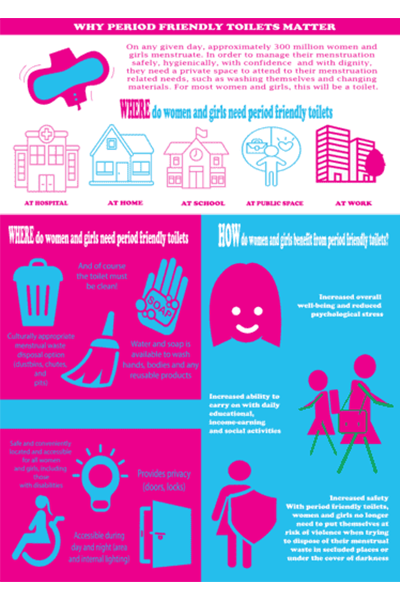 WHY PERIOD FRIENDLY TOILETS MATTER
On any given day, approximately 300 million women and
girls menstruate. In order to manage their menstruation
safely, hygienically, with confidence and with dignity,
they need a private space to attend to their menstruation
related needs, such as washing themselves and changing
materials. For most women and girls, this will be a toilet.
WHERE do women and girls need period friendly toilets
AT HOSPITAL
AT HOME
AT SCHOOL
AT PUBLIC SPACE
AT WORK
WHERE do women and girls need period friendly toilets
And of course
the toilet must
be clean!
SOAP
Culturally appropriate
menstrual waste
disposal option
(dustbins, chutes,
and
pits)
Water and soap is
available to wash
hands, bodies and any
reusable products
Safe and conveniently
located and accessible
for all women
and girls, including
those
with disabilities
Provides privacy
(doors, locks)
Accessible during
day and night (area
and internal lighting)
HOW do women and girls benefit from period friendly toilets?
Increased overall
well-being and reduced
psychological stress
Increased ability to
carry on with daily
educational,
income-earning
and social activities
Increased safety
With period friendly toilets,
women and girls no longer
need to put themselves at
risk of violence when trying
to dispose of their menstrual
waste in secluded places or
under the cover of darkness